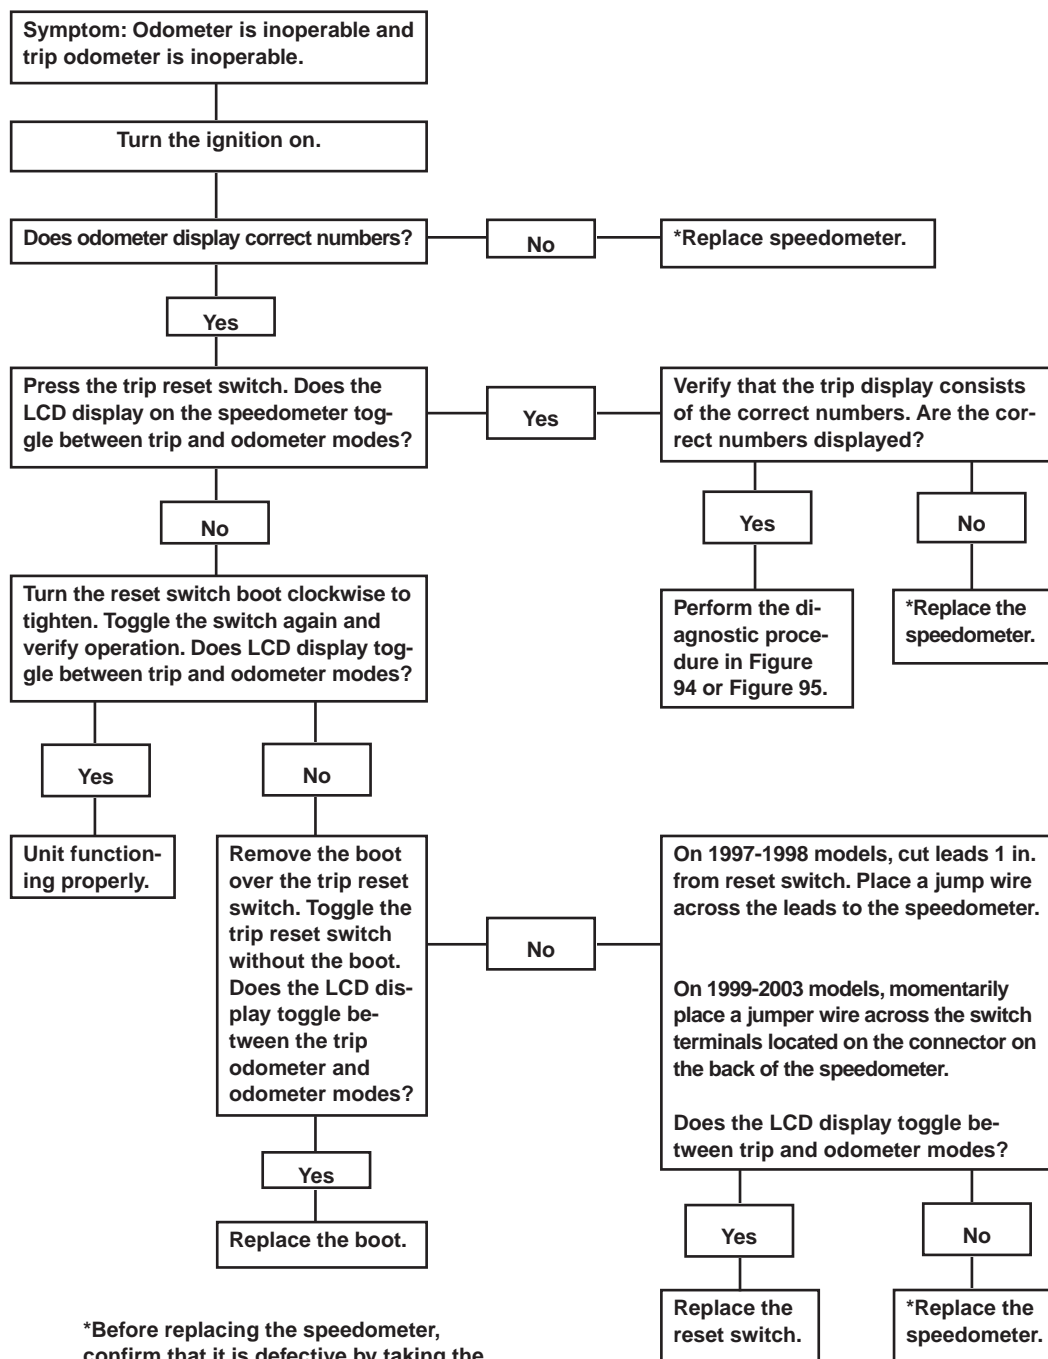 Symptom: Odometer is inoperable and
trip odometer is inoperable.
Turn the ignition on.
Does odometer display correct numbers?
No
*Replace speedometer.
Yes
Press the trip reset switch. Does the
LCD display on the speedometer tog-
gle between trip and odometer modes?
Yes
Verify that the trip display consists
of the correct numbers. Are the cor-
rect numbers displayed?
Yes
No
Perform the di-
agnostic proce-
dure in Figure
94 or Figure 95.
*Replace the
speedometer.
No
Turn the reset switch boot clockwise to
tighten. Toggle the switch again and
verify operation. Does LCD display tog-
gle between trip and odometer modes?
Yes
No
Unit function-
ing properly.
Remove the boot
over the trip reset
switch. Toggle the
trip reset switch
without the boot.
Does the LCD dis-
play toggle be-
tween the trip
odometer and
odometer modes?
No
On 1997-1998 models, cut leads 1 in.
from reset switch. Place a jump wire
across the leads to the speedometer.
On 1999-2003 models, momentarily
place a jumper wire across the switch
terminals located on the connector on
the back of the speedometer.
Does the LCD display toggle be-
tween trip and odometer modes?
Yes
Replace the boot.
Yes
No
Replace the
reset switch.
*Replace the
speedometer.
*Before replacing the speedometer,
confirm that it is defective by taking the